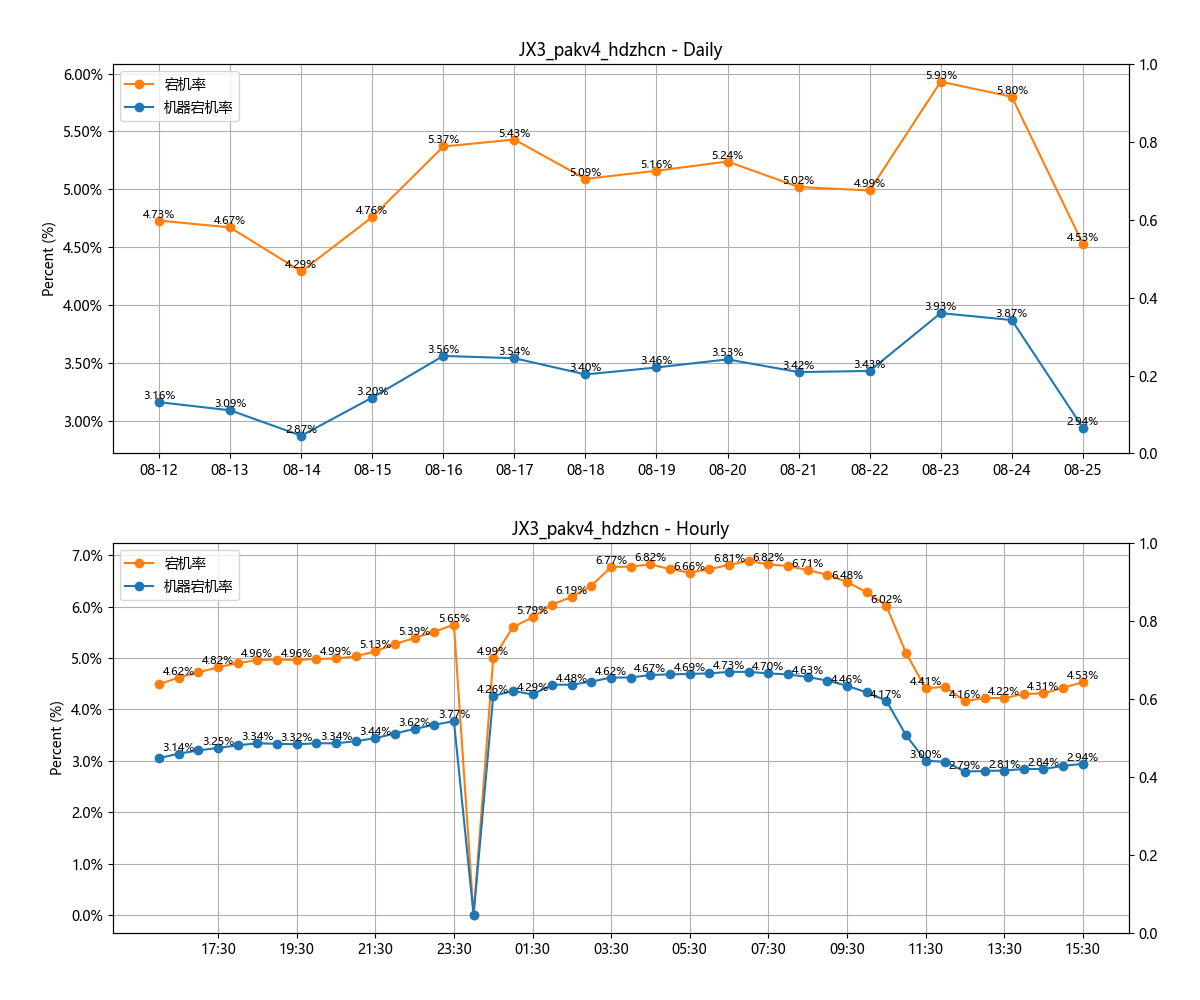 JX3_pakv4_hdzhcn - Daily
宕机率
机器宕机率
Percent (%)
6.00%
5.50%
5.00%
4.50%
4.00%
3.50%
3.00%
1.0
0.8
0.6
0.4
0.2
0.0
4.73% 4.67% 4.29% 4.76% 5.37% 5.43% 5.09% 5.16% 5.24% 5.02% 4.99% 5.93% 5.80% 4.53%
3.16% 3.09% 2.87% 3.20% 3.56% 3.54% 3.40% 3.46% 3.53% 3.42% 3.43% 3.93% 3.87% 2.94%
08-12 08-13 08-14 08-15 08-16 08-17 08-18 08-19 08-20 08-21 08-22 08-23 08-24 08-25
JX3_pakv4_hdzhcn - Hourly
宕机率
机器宕机率
Percent (%)
7.0%
6.0%
5.0%
4.0%
3.0%
2.0%
1.0%
0.0%
1.0
0.8
0.6
0.4
0.2
0.0
4.62% 4.82% 4.96% 4.96% 4.99% 5.13% 5.39% 5.65% 4.99% 5.79% 6.19% 6.77% 6.82% 6.66% 6.81% 6.82% 6.71% 6.48% 6.02% 4.41% 4.16% 4.22% 4.31% 4.53%
3.14% 3.25% 3.34% 3.32% 3.34% 3.44% 3.62% 3.77% 4.26% 4.29% 4.48% 4.62% 4.67% 4.69% 4.73% 4.70% 4.63% 4.46% 4.17% 3.00% 2.79% 2.81% 2.84% 2.94%
17:30 19:30 21:30 23:30 01:30 03:30 05:30 07:30 09:30 11:30 13:30 15:30